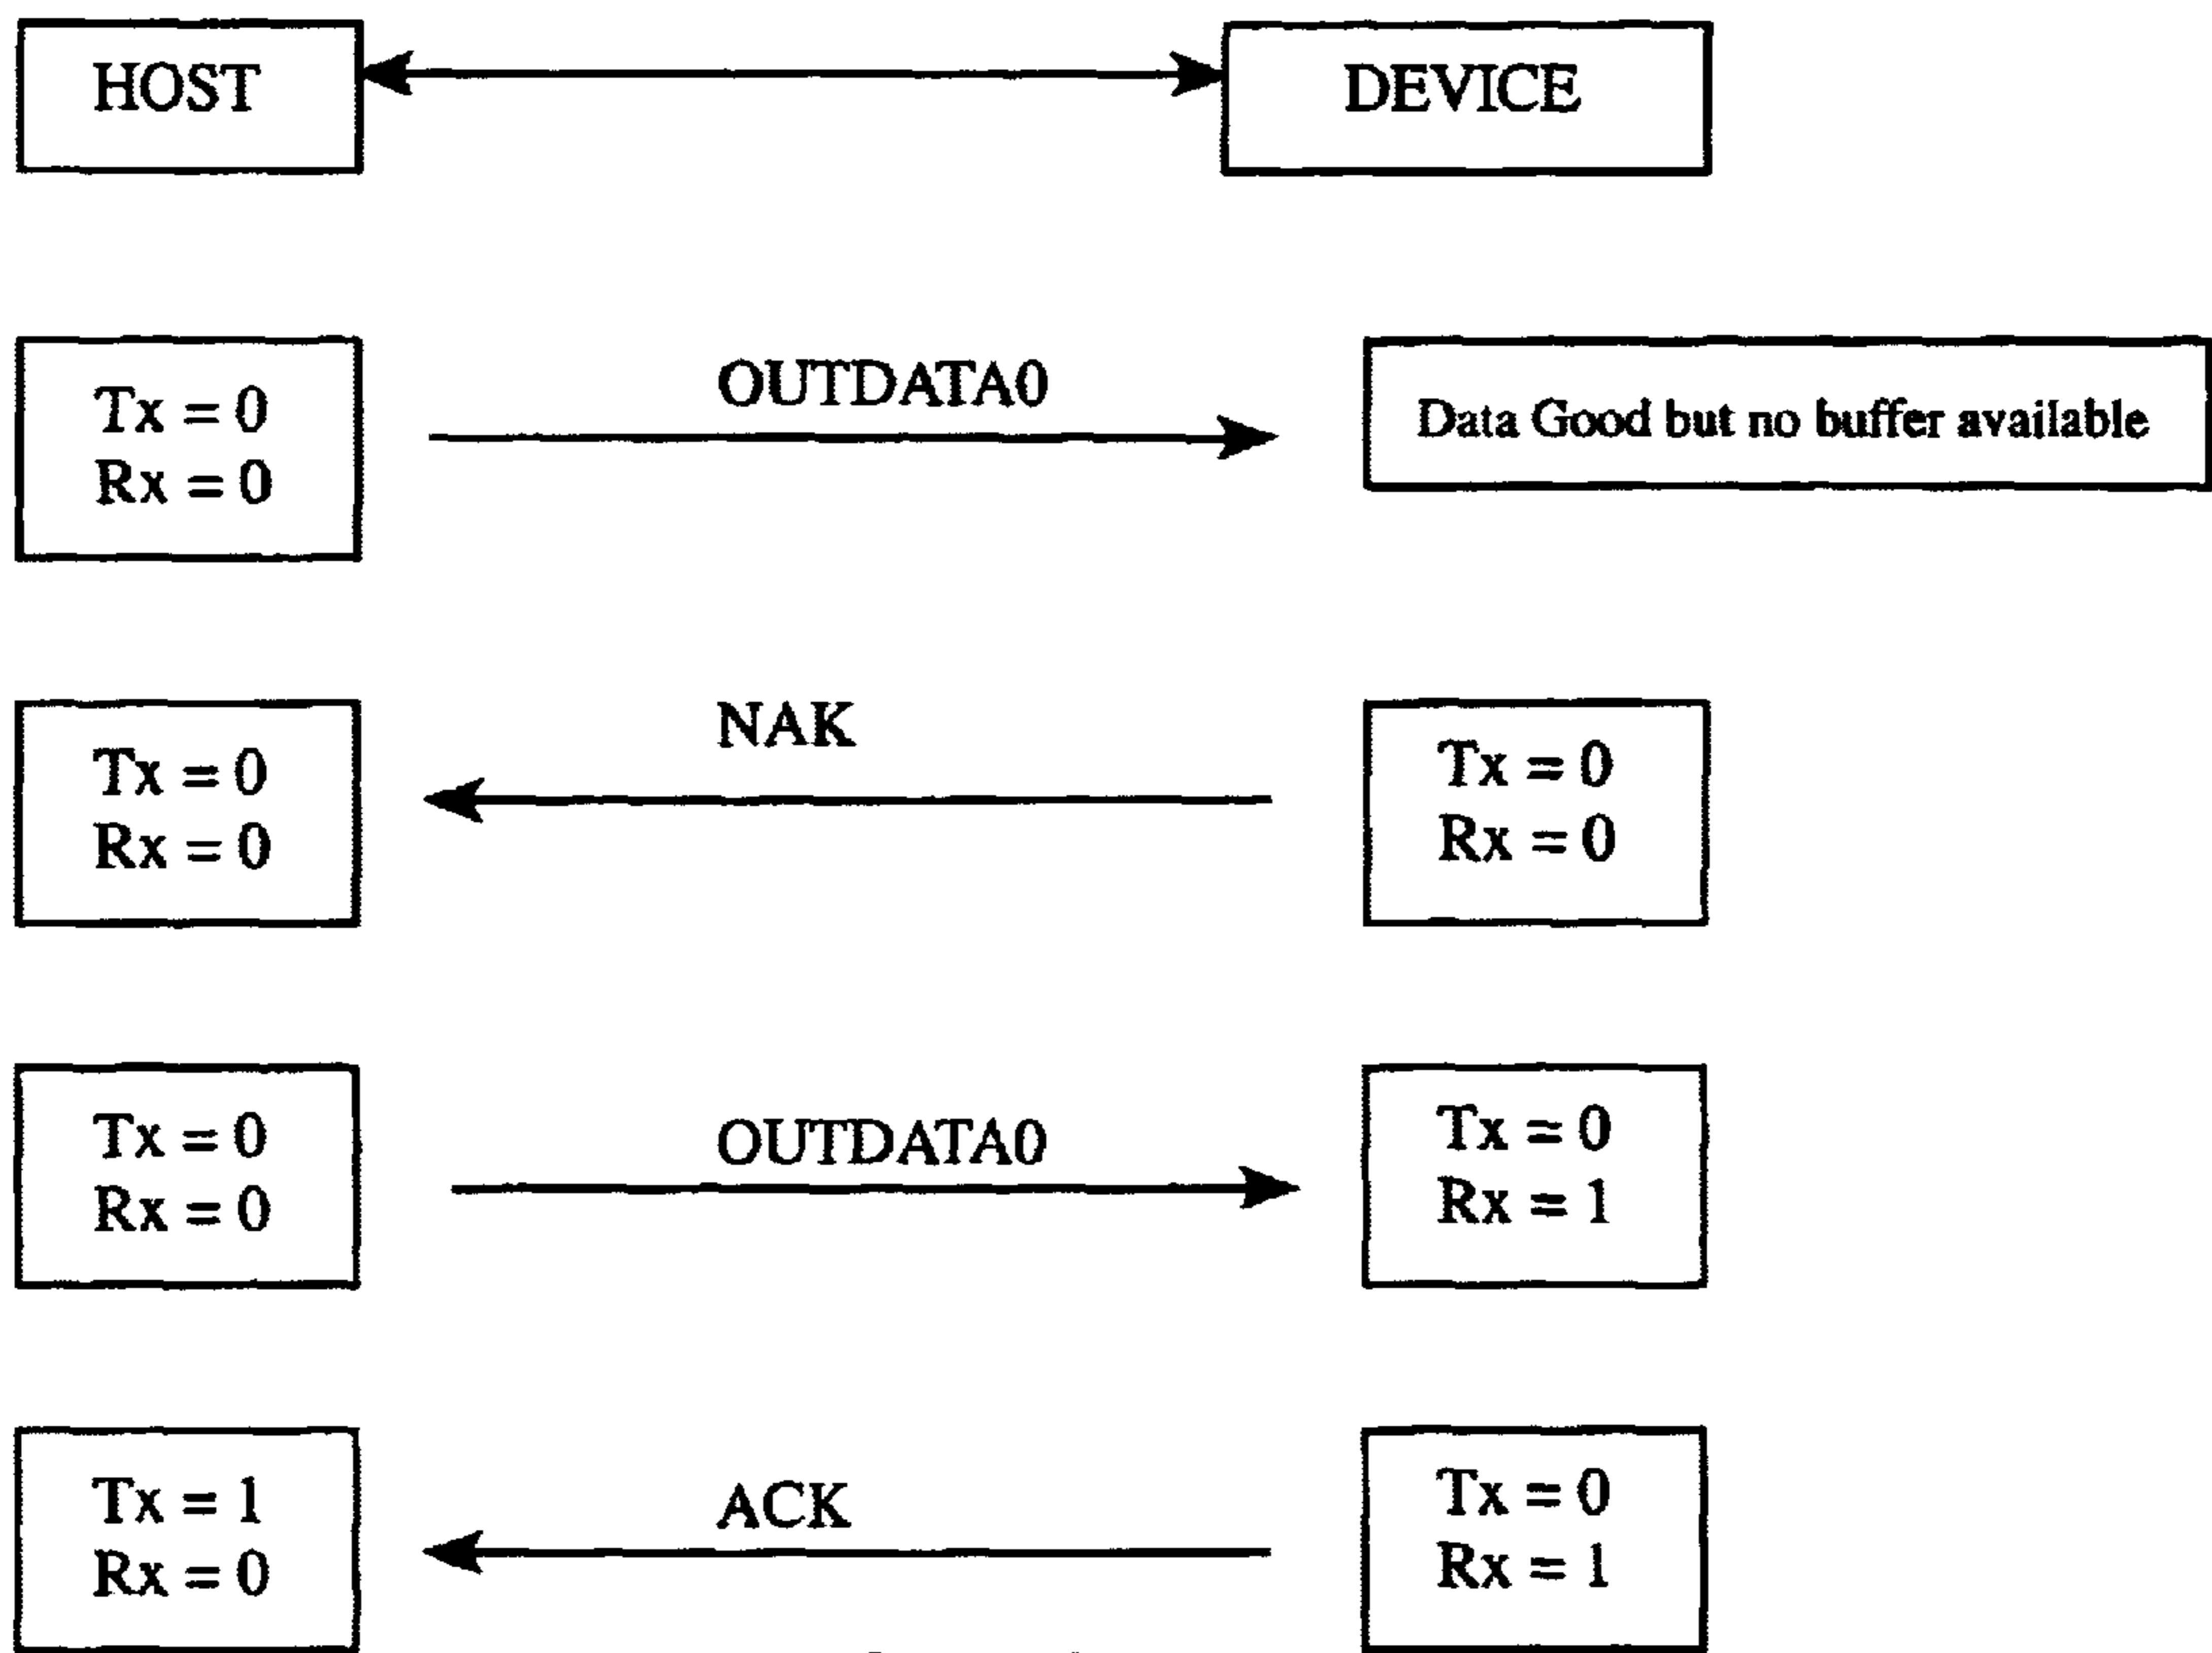 HOST
DEVICE
Tx = 0
Rx = 0
OUTDATA0
Data Good but no buffer available
Tx = 0
Rx = 0
NAK
Tx = 0
Rx = 0
Tx = 0
Rx = 0
OUTDATA0
Tx = 0
Rx = 1
Tx = 1
Rx = 0
ACK
Tx = 0
Rx = 1